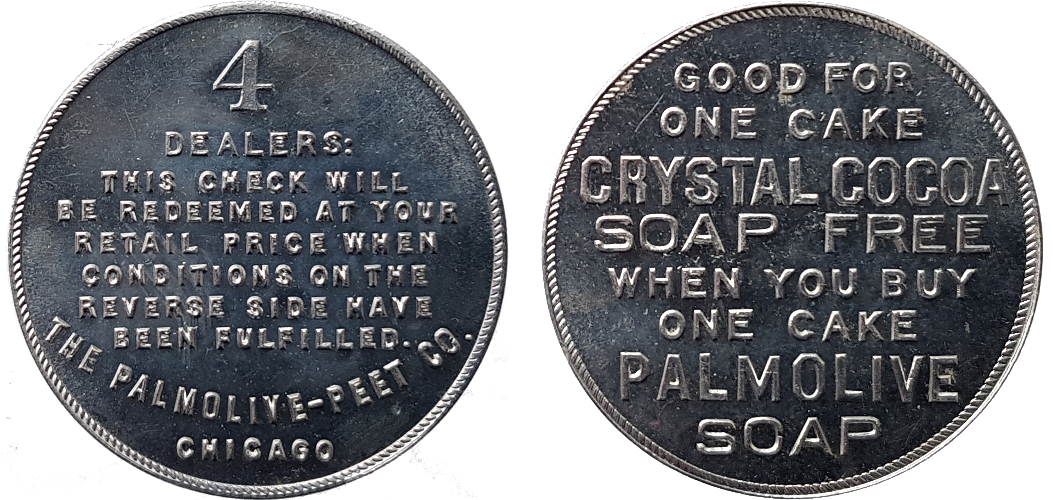 4
DEALERS:
THIS CHECK WILL
BE REDEEMED AT YOUR
RETAIL PRICE WHEN
CONDITIONS ON THE
REVERSE SIDE HAVE
BEEN FULFILLED.
THE PALMOLIVE-PEET CO.
CHICAGO
GOOD FOR
ONE CAKE
CRYSTAL COCOA
SOAP FREE
WHEN YOU BUY
ONE CAKE
PALMOLIVE
SOAP